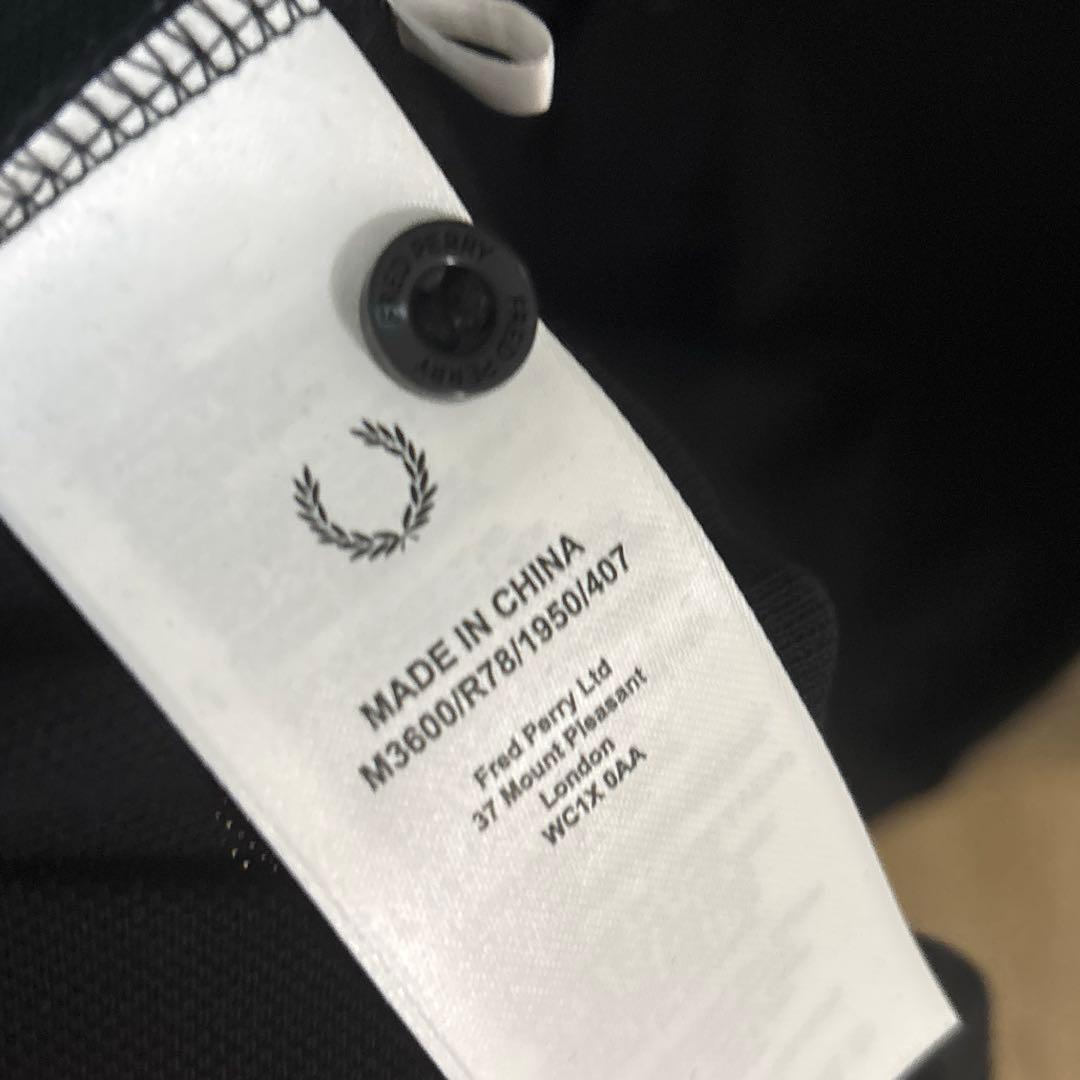 FRED PERRY FRED PERRY
MADE IN CHINA
M3600/R78/1950/407
Fred Perry Ltd
37 Mount Pleasant
London
WC1X 0AA